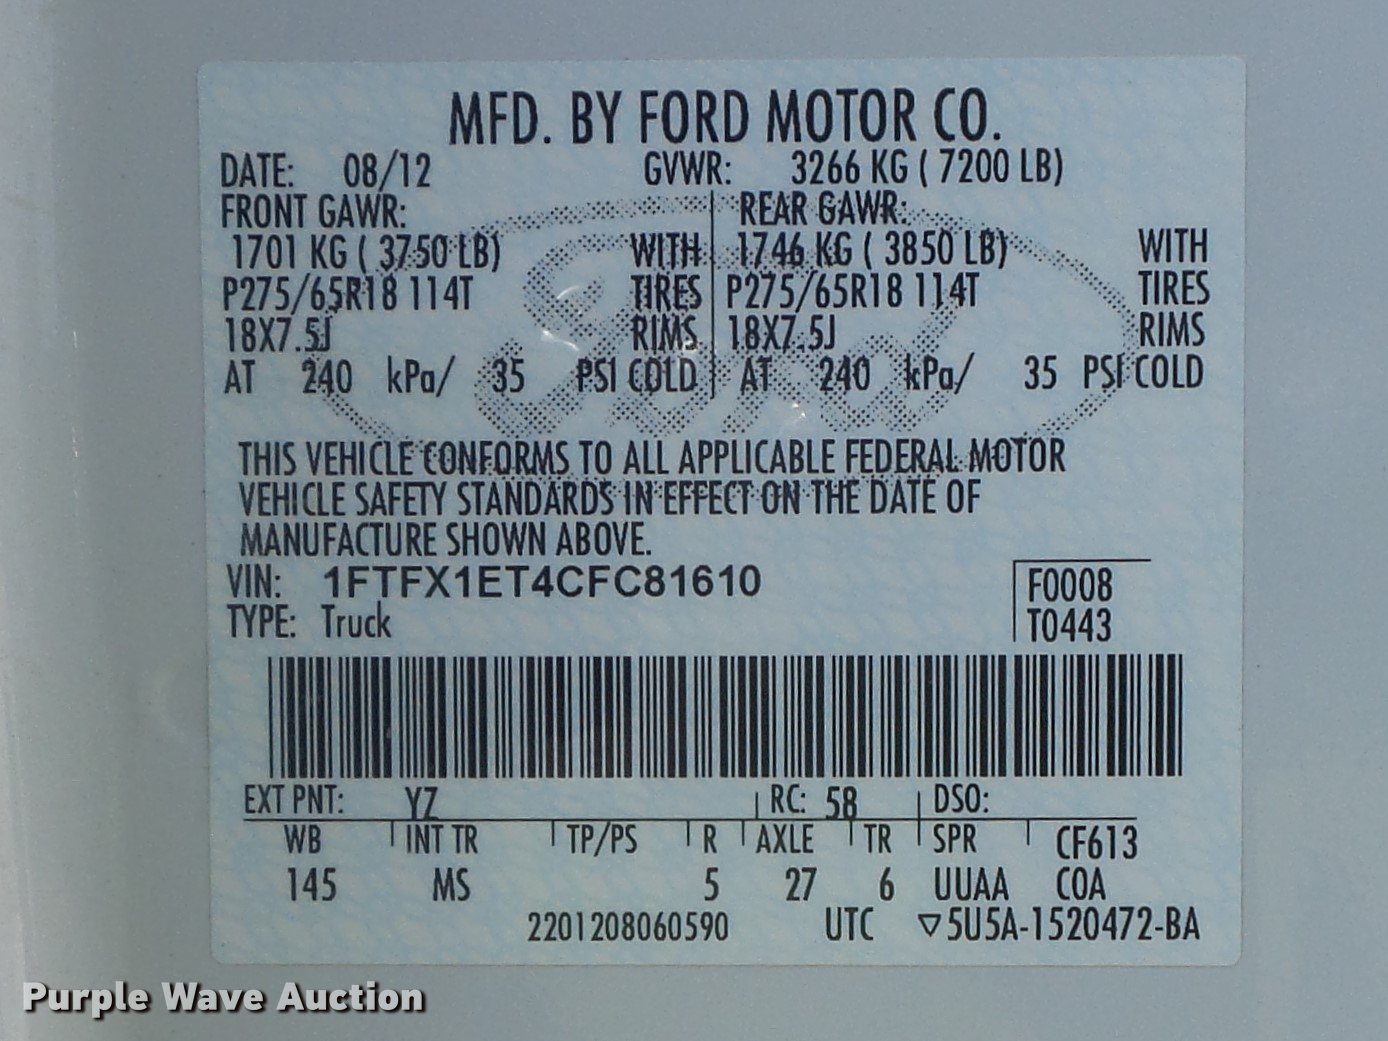 MFD. BY FORD MOTOR CO.
DATE: 08/12 GVWR: 3266 KG ( 7200 LB)
FRONT GAWR: REAR GAWR:
1701 KG ( 3750 LB) WITH 1746 KG ( 3850 LB) WITH
P275/65R18 114T TIRES P275/65R18 114T TIRES
18X7.5J RIMS 18X7.5J RIMS
AT 240 kPa/ 35 PSI COLD AT 240 kPa/ 35 PSI COLD
Ford
THIS VEHICLE CONFORMS TO ALL APPLICABLE FEDERAL MOTOR
VEHICLE SAFETY STANDARDS IN EFFECT ON THE DATE OF
MANUFACTURE SHOWN ABOVE.
VIN: 1FTFX1ET4CFC81610 F0008
TYPE: Truck T0443
EXT PNT: YZ RC: 58 DSO:
WB INT TR TP/PS R AXLE TR SPR CF613
145 MS 5 27 6 UUAA COA
2201208060590 UTC ▽5U5A-1520472-BA
Purple Wave Auction